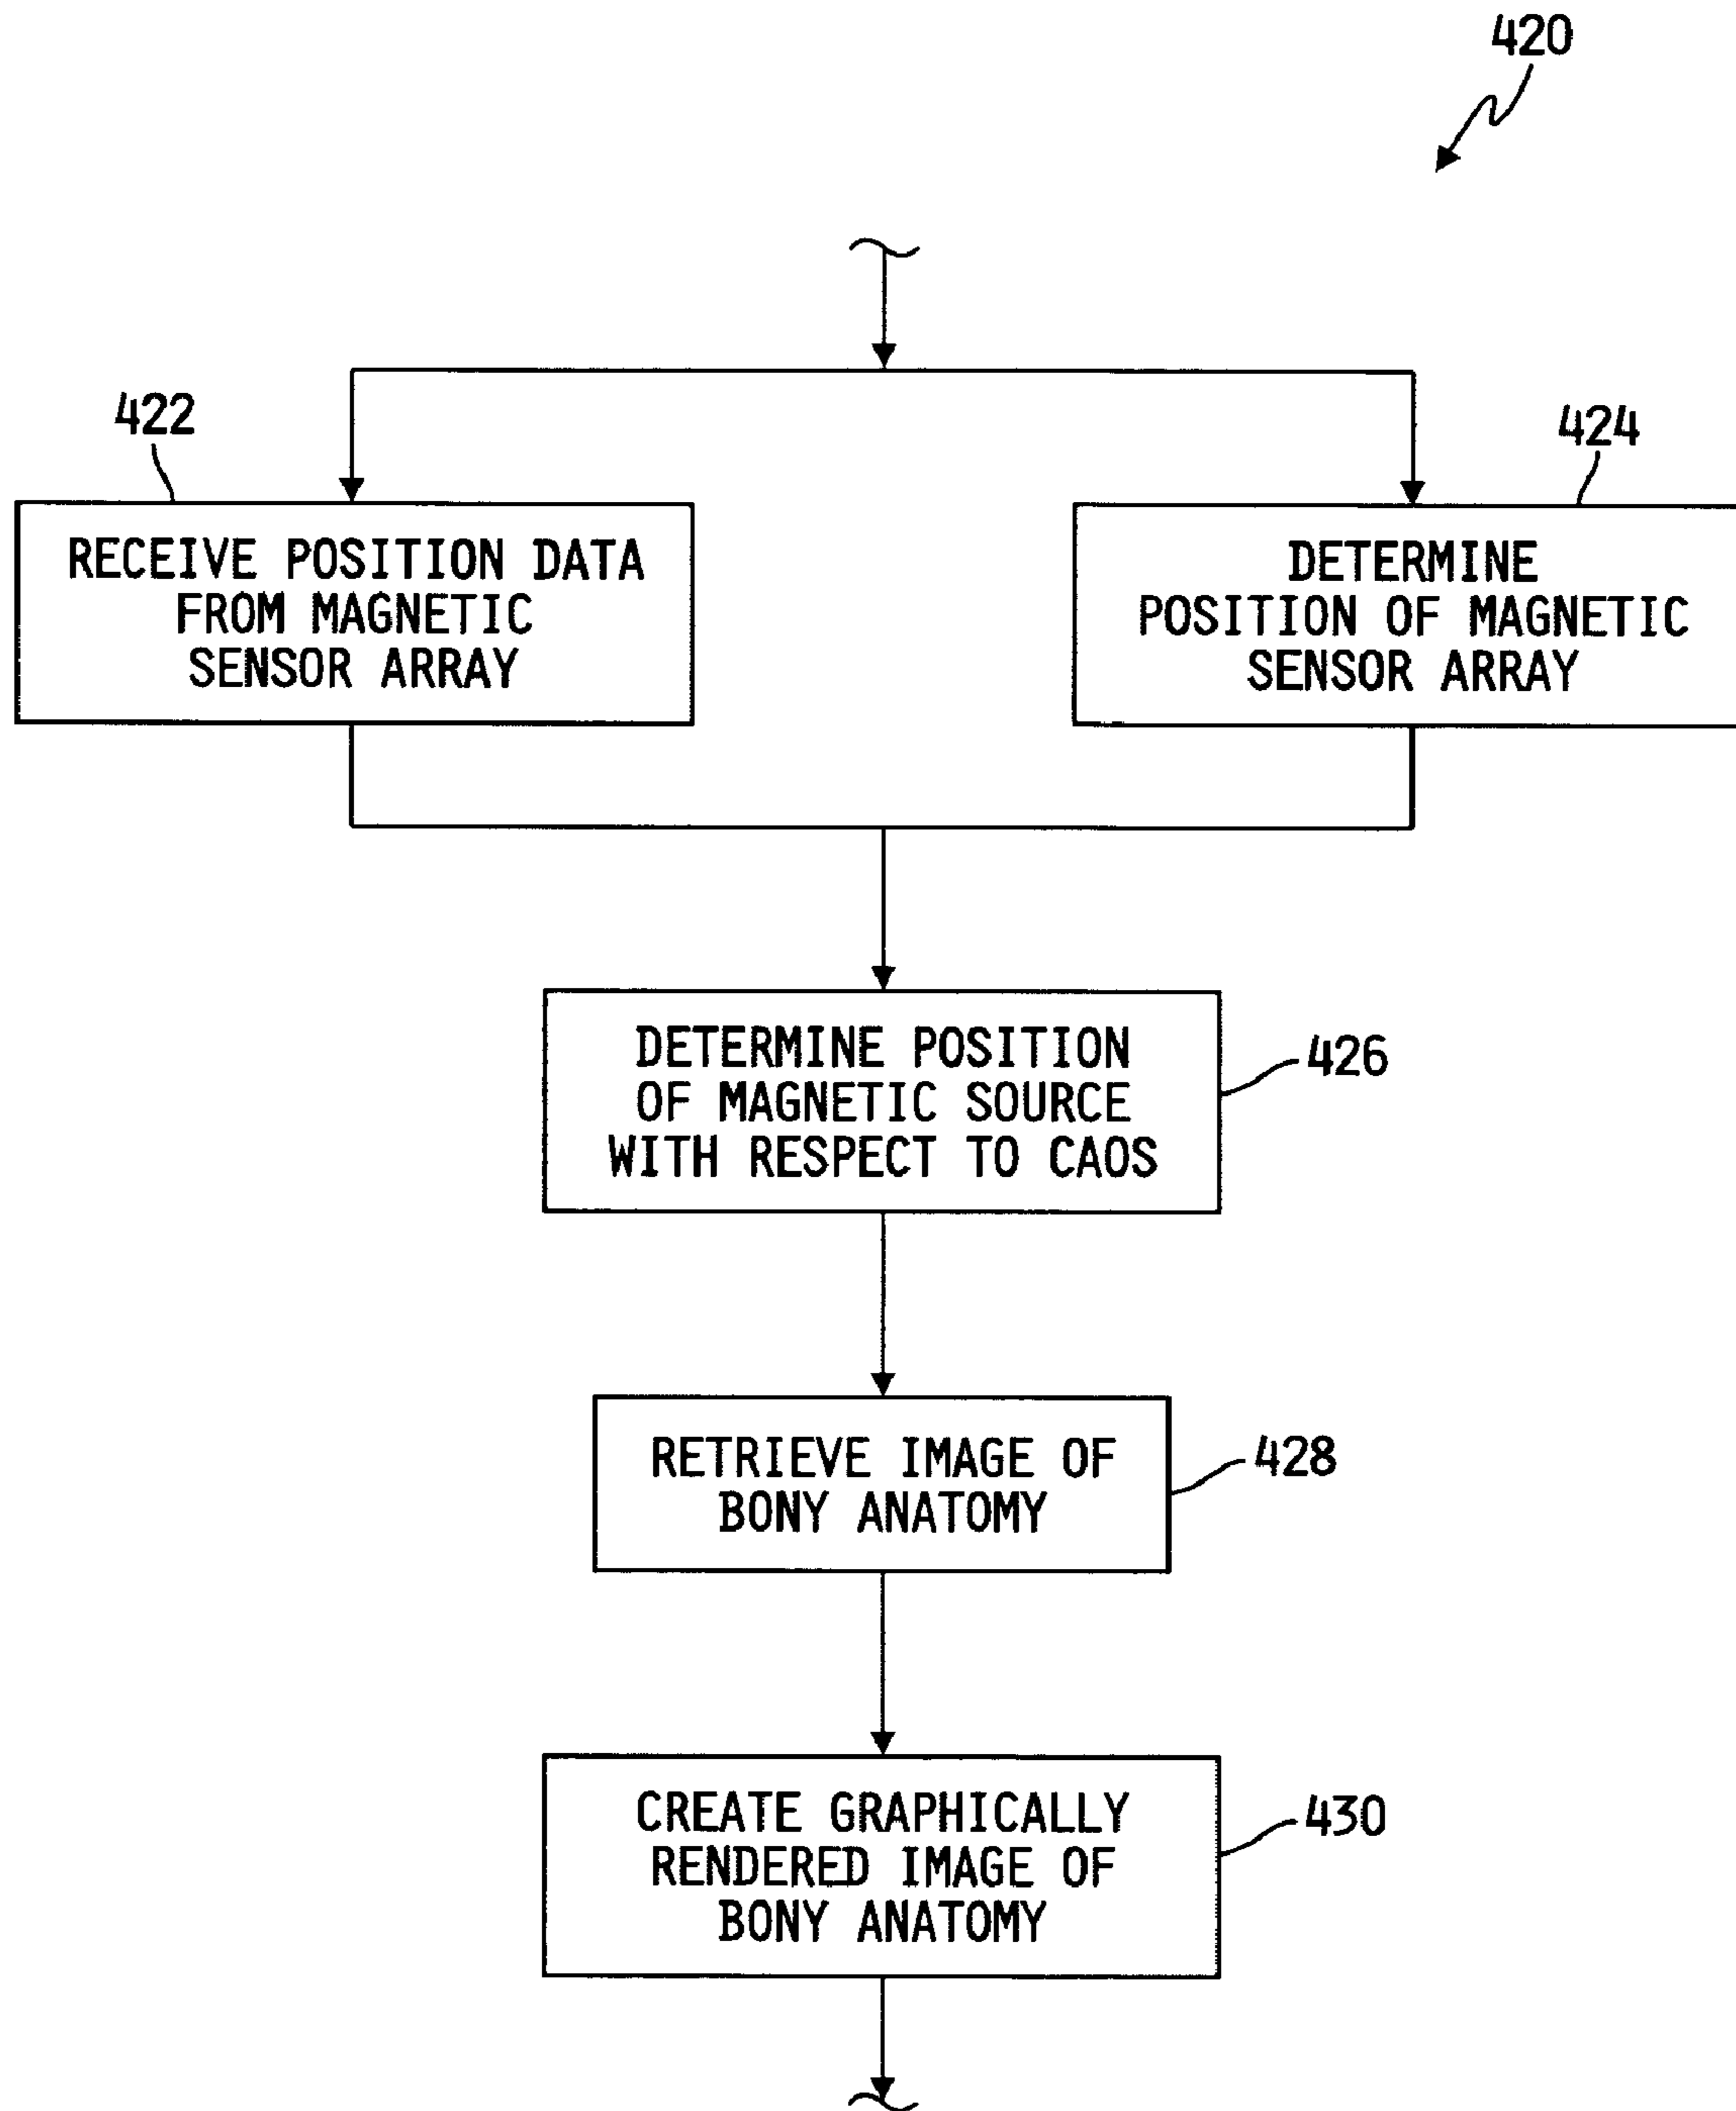 420
422
424
RECEIVE POSITION DATA
FROM MAGNETIC
SENSOR ARRAY
DETERMINE
POSITION OF MAGNETIC
SENSOR ARRAY
DETERMINE POSITION
OF MAGNETIC SOURCE
WITH RESPECT TO CAOS
426
RETRIEVE IMAGE OF
BONY ANATOMY
428
CREATE GRAPHICALLY
RENDERED IMAGE OF
BONY ANATOMY
430